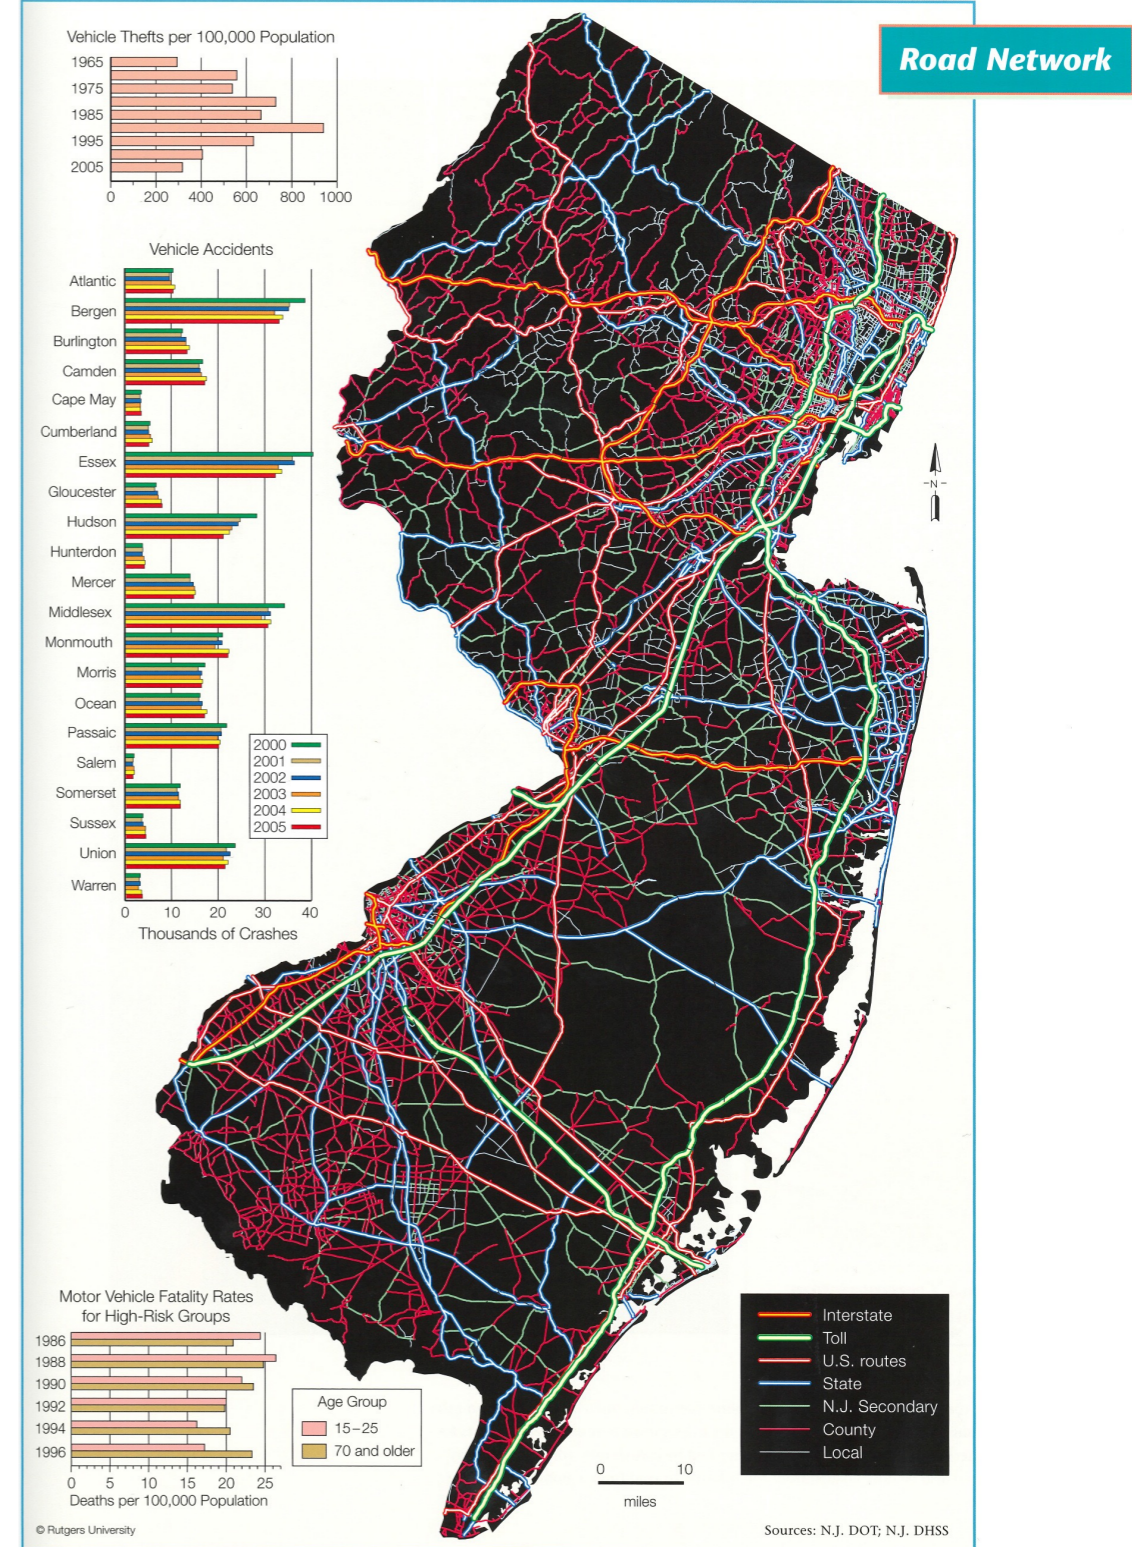 Road Network
Vehicle Thefts per 100,000 Population
1965
1975
1985
1995
2005
0 200 400 600 800 1000
Vehicle Accidents
Atlantic
Bergen
Burlington
Camden
Cape May
Cumberland
Essex
Gloucester
Hudson
Hunterdon
Mercer
Middlesex
Monmouth
Morris
Ocean
Passaic
Salem
Somerset
Sussex
Union
Warren
2000
2001
2002
2003
2004
2005
0 10 20 30 40
Thousands of Crashes
-N-
Motor Vehicle Fatality Rates
for High-Risk Groups
1986
1988
1990
1992
1994
1996
0 5 10 15 20 25
Deaths per 100,000 Population
Age Group
15–25
70 and older
0 10
miles
Interstate
Toll
U.S. routes
State
N.J. Secondary
County
Local
© Rutgers University
Sources: N.J. DOT; N.J. DHSS